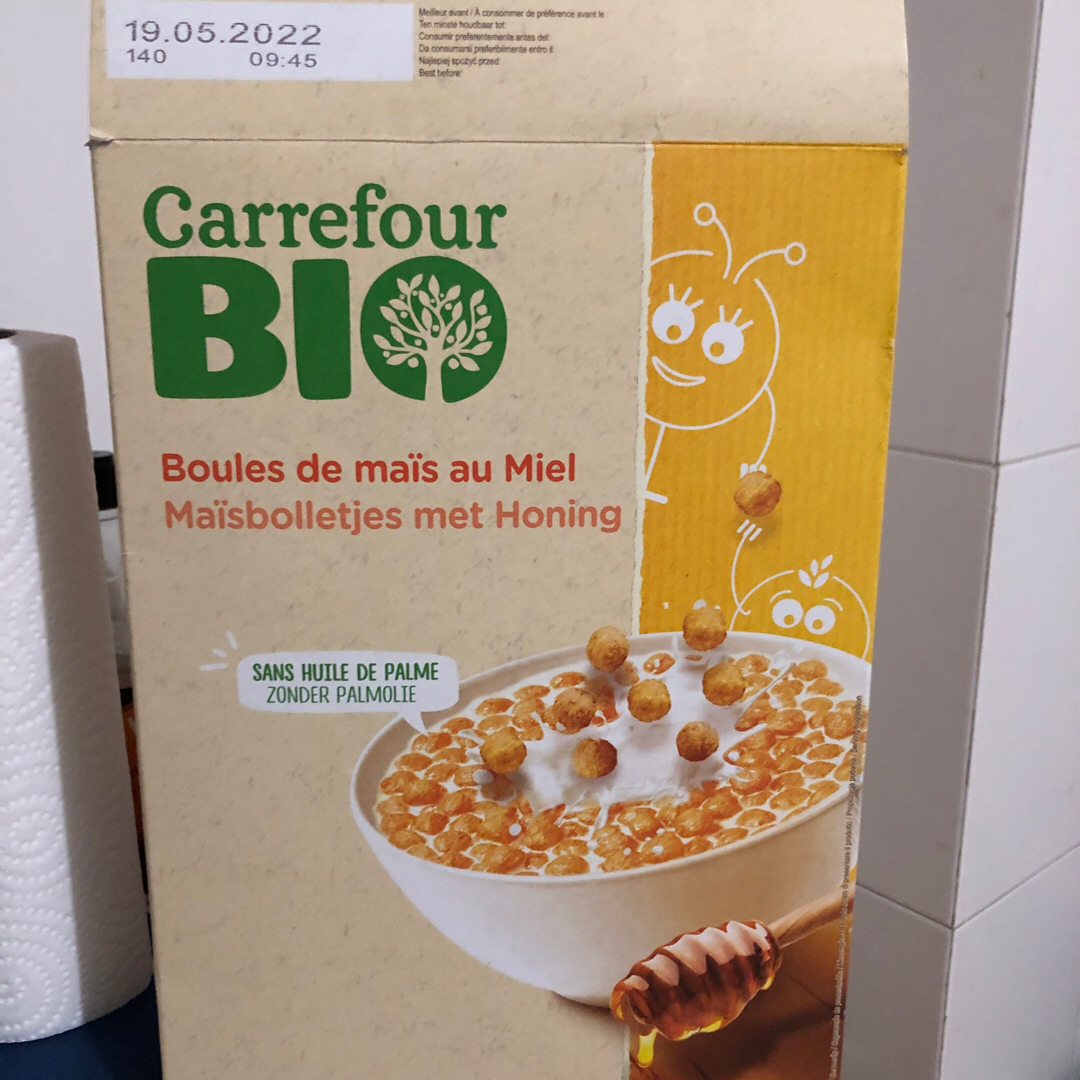 19.05.2022
140 09:45
Meilleur avant / À consommer de préférence avant le
Ten minste houdbaar tot:
Consumir preferentemente antes del:
Da consumarsi preferibilmente entro il:
Najlepiej spożyć przed:
Best before:
Carrefour
BIO
Boules de maïs au Miel
Maïsbolletjes met Honing
SANS HUILE DE PALME
ZONDER PALMOLIE